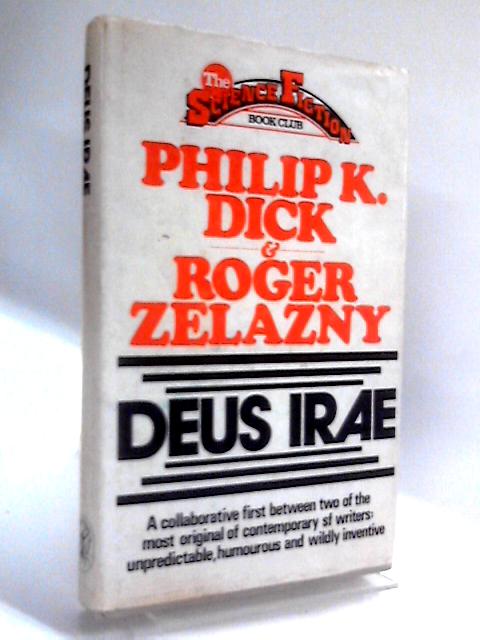 The
SCIENCE FICTION
BOOK CLUB
PHILIP K.
DICK
&
ROGER
ZELAZNY
DEUS IRAE
A collaborative first between two of the
most original of contemporary sf writers:
unpredictable, humourous and wildly inventive
DEUS IRAE